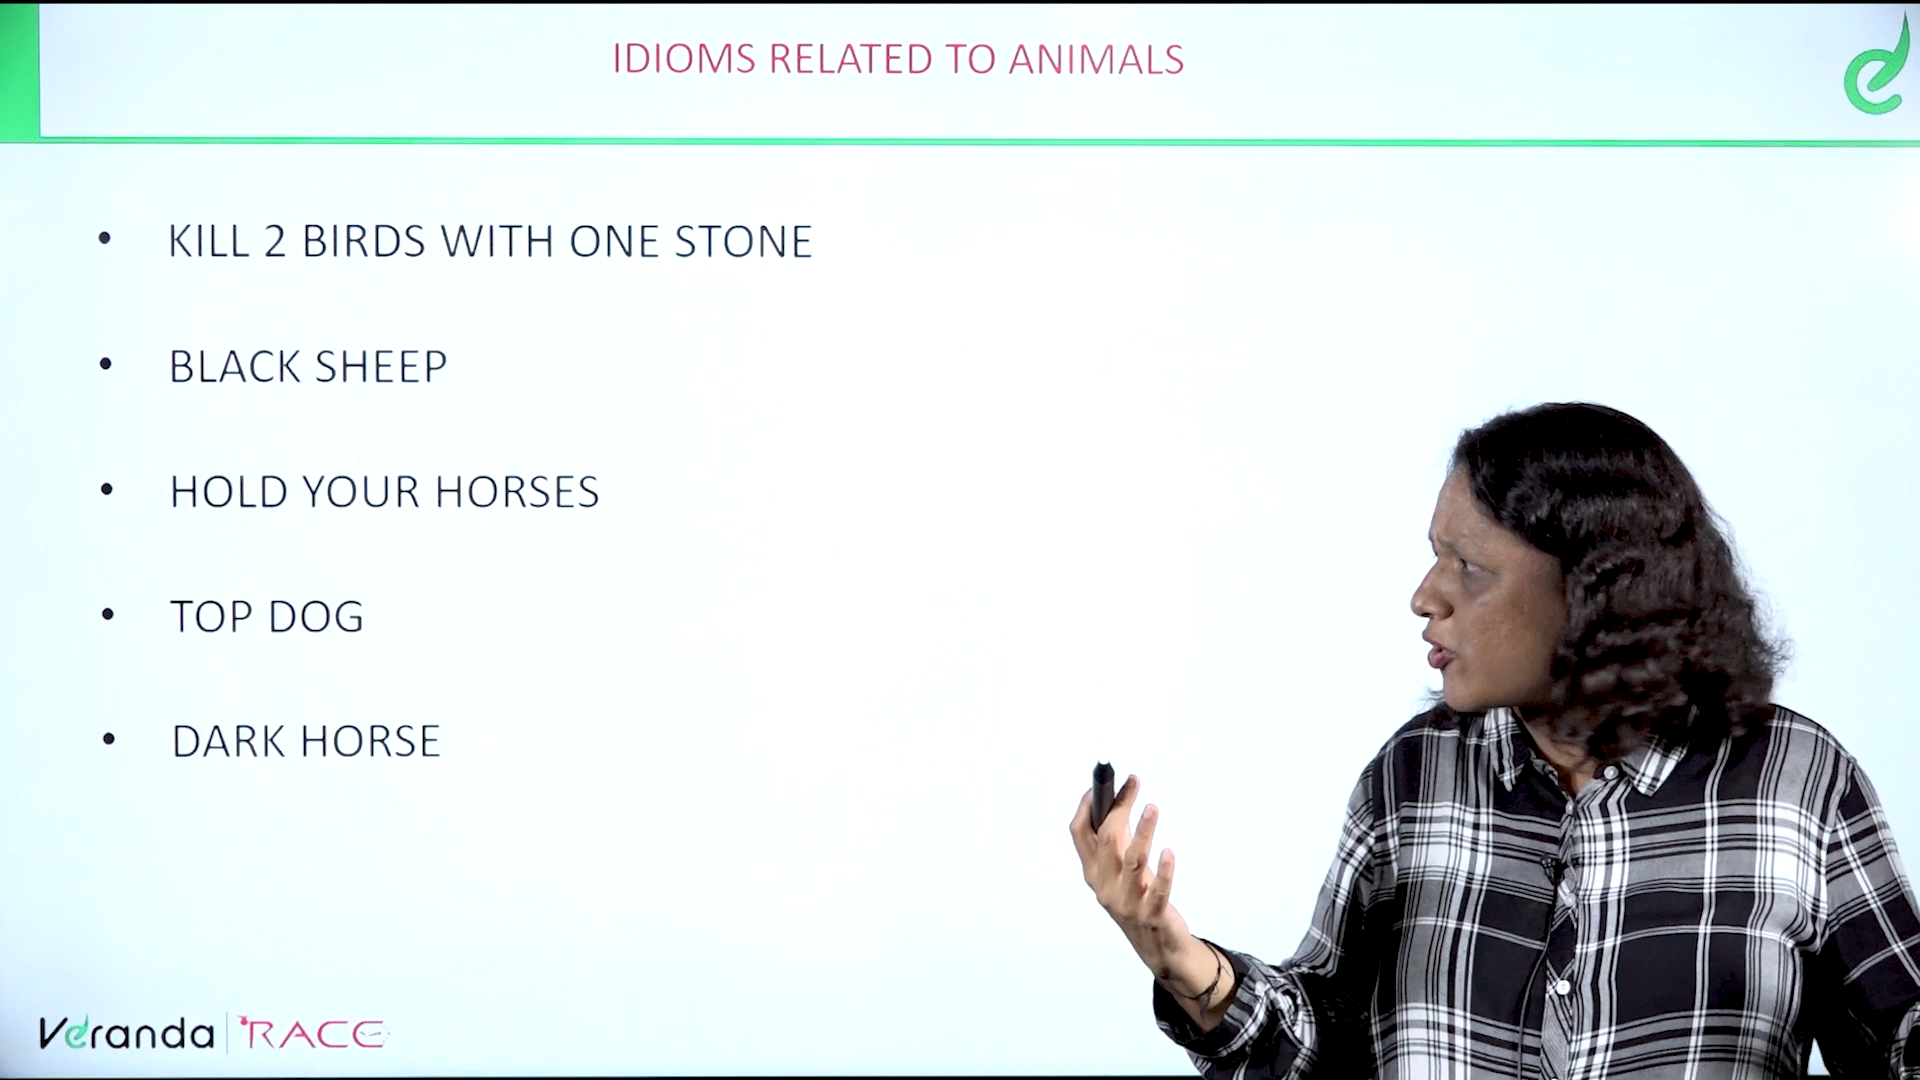 IDIOMS RELATED TO ANIMALS
• KILL 2 BIRDS WITH ONE STONE
• BLACK SHEEP
• HOLD YOUR HORSES
• TOP DOG
• DARK HORSE
Veranda RACE